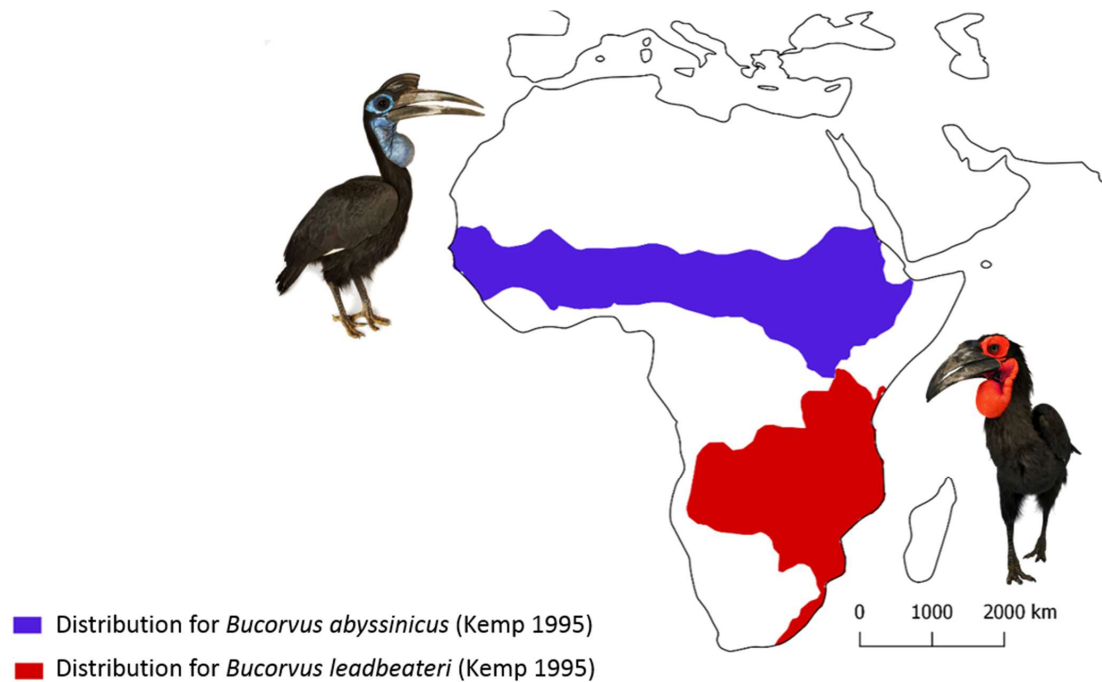 Distribution for Bucorvus abyssinicus (Kemp 1995)
Distribution for Bucorvus leadbeateri (Kemp 1995)
0 1000 2000 km